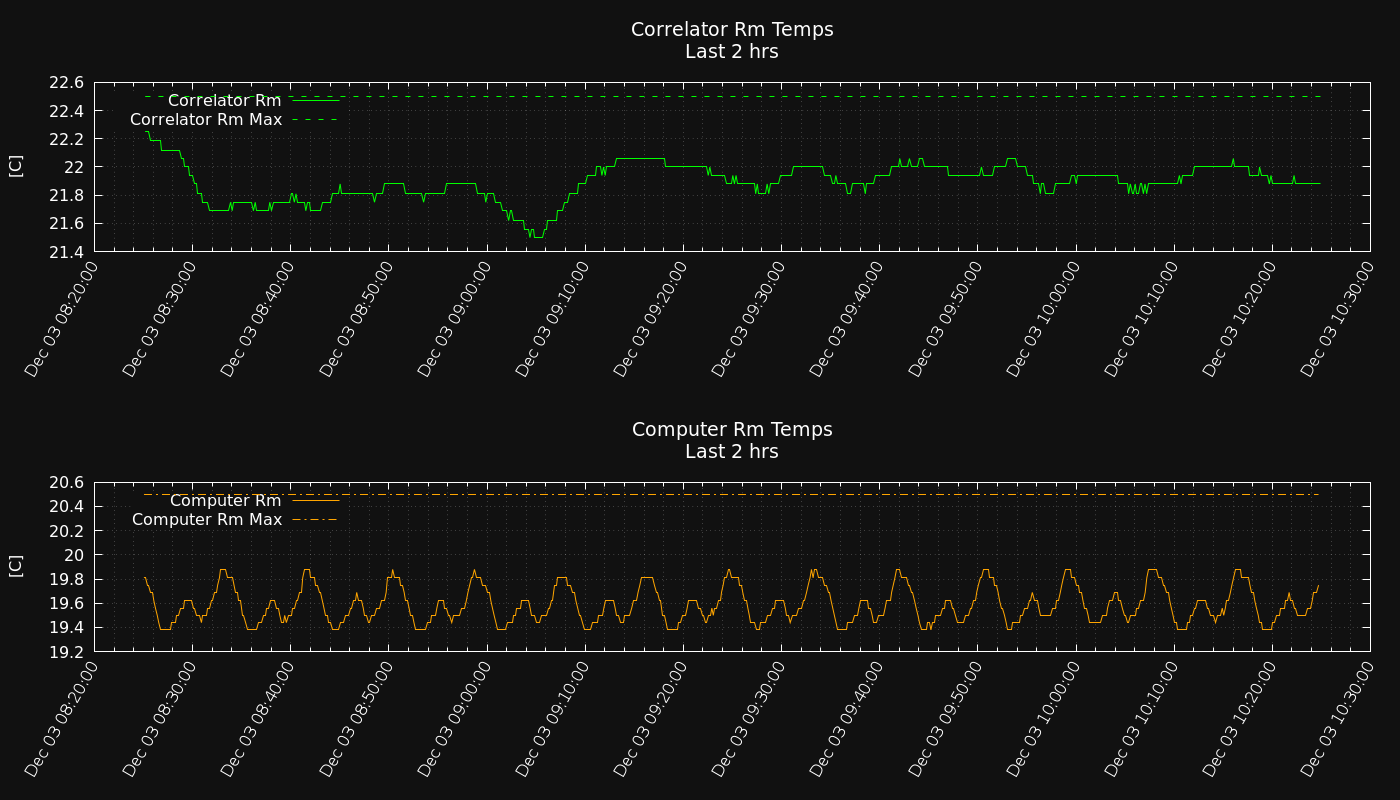 Correlator Rm Temps
Last 2 hrs
[C]
22.6
22.4
22.2
22
21.8
21.6
21.4
Correlator Rm
Correlator Rm Max
Dec 03 08:20:00
Dec 03 08:30:00
Dec 03 08:40:00
Dec 03 08:50:00
Dec 03 09:00:00
Dec 03 09:10:00
Dec 03 09:20:00
Dec 03 09:30:00
Dec 03 09:40:00
Dec 03 09:50:00
Dec 03 10:00:00
Dec 03 10:10:00
Dec 03 10:20:00
Dec 03 10:30:00
Computer Rm Temps
Last 2 hrs
[C]
20.6
20.4
20.2
20
19.8
19.6
19.4
19.2
Computer Rm
Computer Rm Max
Dec 03 08:20:00
Dec 03 08:30:00
Dec 03 08:40:00
Dec 03 08:50:00
Dec 03 09:00:00
Dec 03 09:10:00
Dec 03 09:20:00
Dec 03 09:30:00
Dec 03 09:40:00
Dec 03 09:50:00
Dec 03 10:00:00
Dec 03 10:10:00
Dec 03 10:20:00
Dec 03 10:30:00